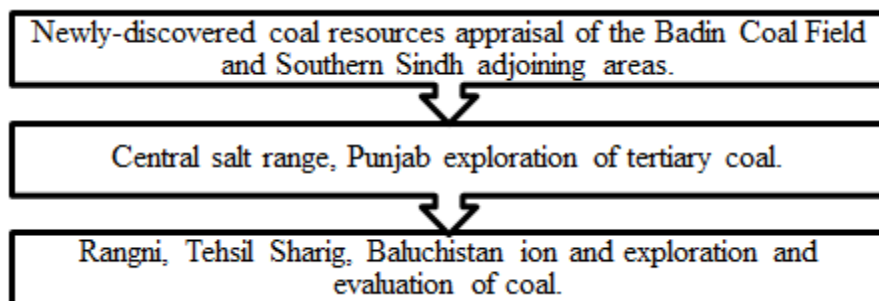 Newly-discovered coal resources appraisal of the Badin Coal Field
and Southern Sindh adjoining areas.
Central salt range, Punjab exploration of tertiary coal.
Rangni, Tehsil Sharig, Baluchistan ion and exploration and
evaluation of coal.